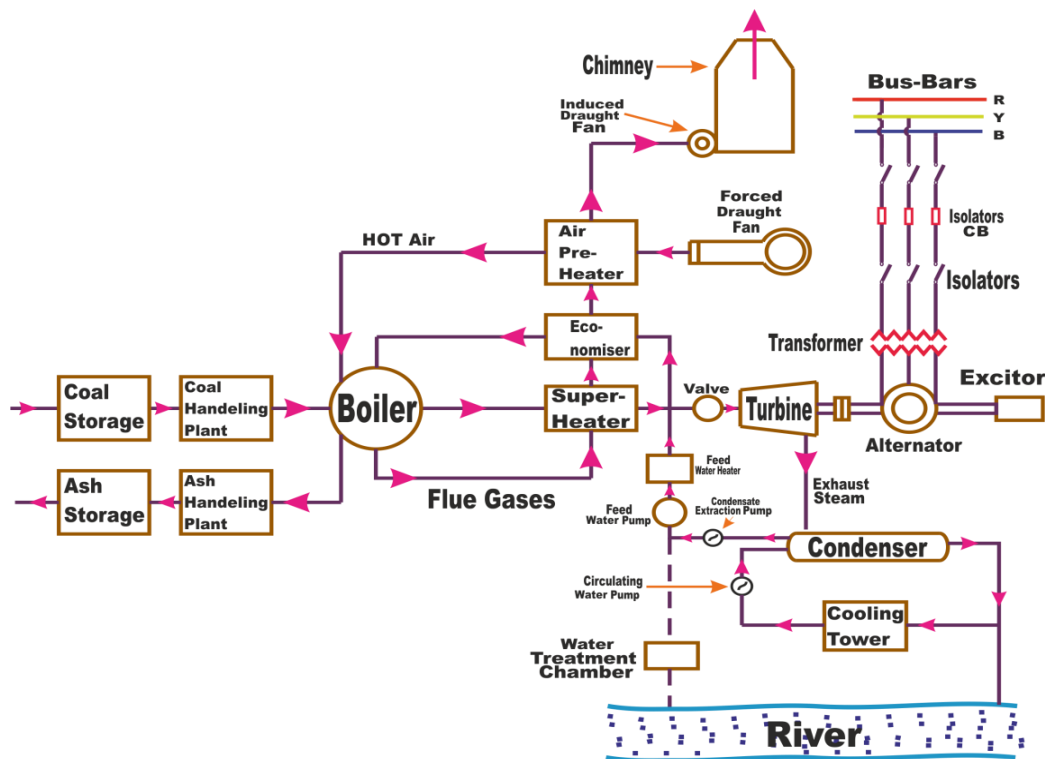 Chimney
Induced
Draught
Fan
Bus-Bars
R
Y
B
Forced
Draught
Fan
Isolators
CB
HOT Air
Air
Pre-
Heater
Isolators
Eco-
nomiser
Transformer
Coal
Storage
Coal
Handeling
Plant
Boiler
Super-
Heater
Valve
Turbine
Excitor
Alternator
Ash
Storage
Ash
Handeling
Plant
Flue Gases
Feed
Water Heater
Exhaust
Steam
Feed
Water Pump
Condensate
Extraction Pump
Condenser
Circulating
Water Pump
Cooling
Tower
Water
Treatment
Chamber
River